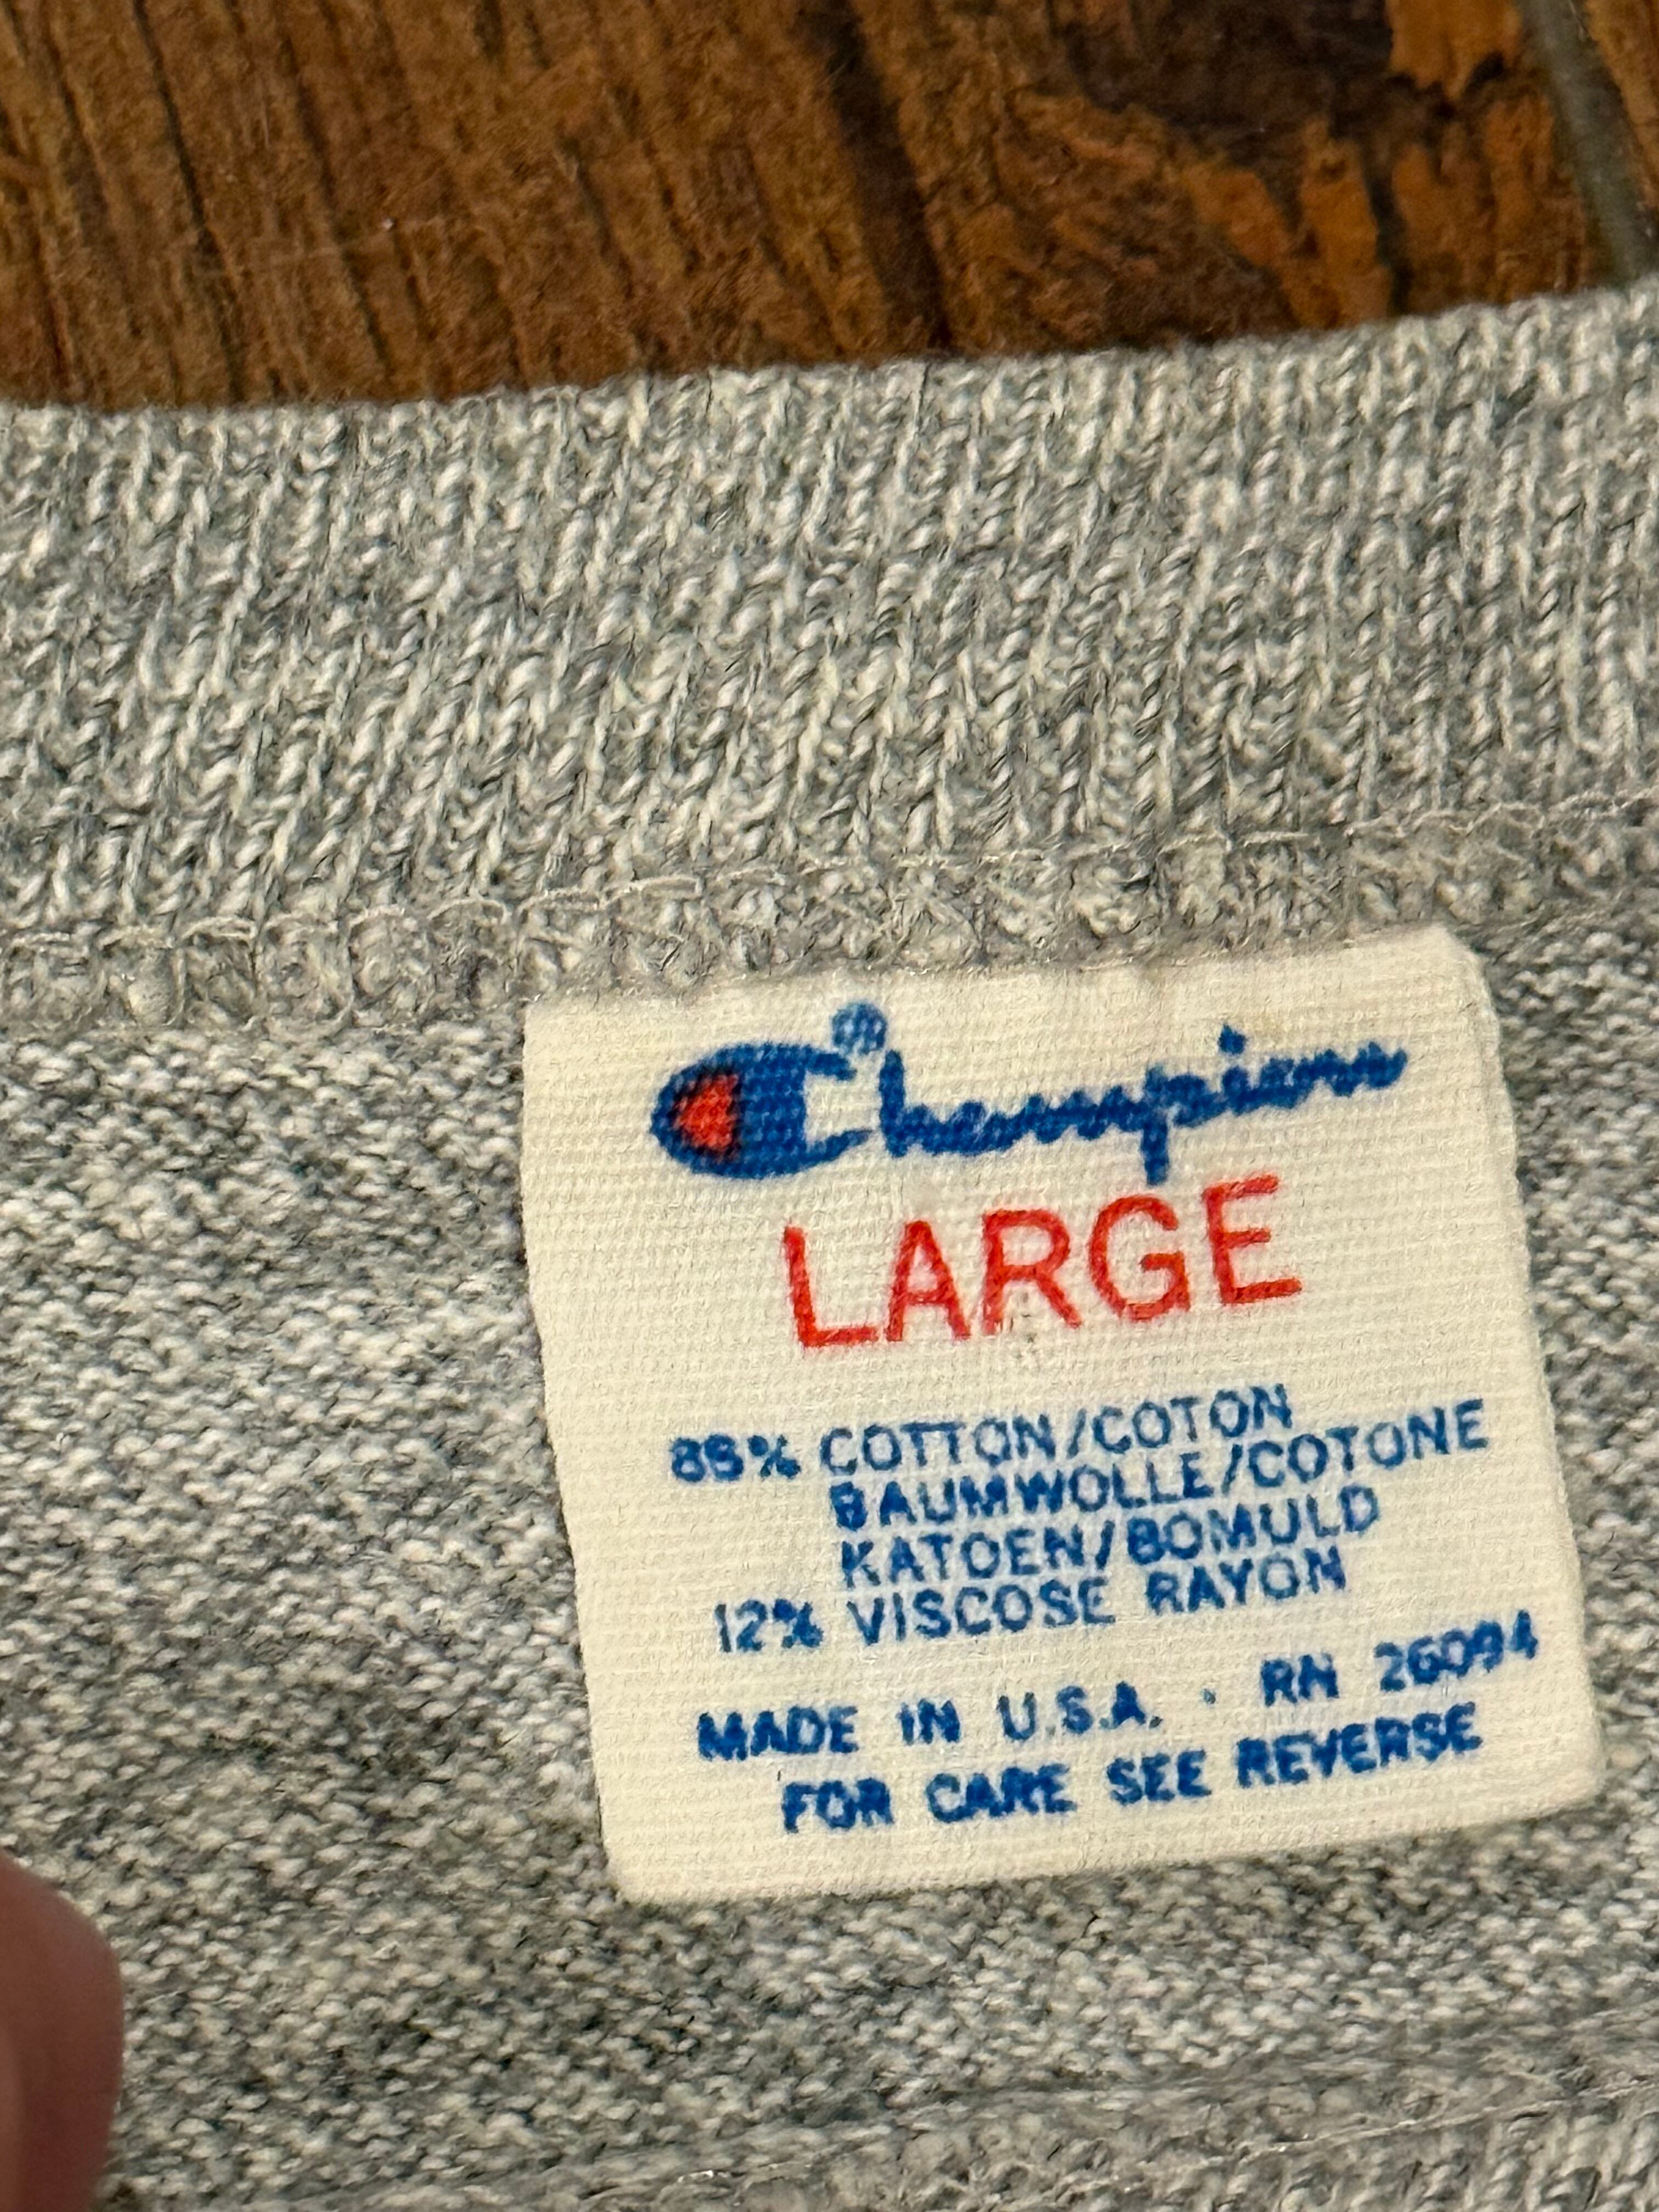 Champion®
LARGE
88% COTTON/COTON
BAUMWOLLE/COTONE
KATOEN/BOMULD
12% VISCOSE RAYON
MADE IN U.S.A. · RN 26094
FOR CARE SEE REVERSE